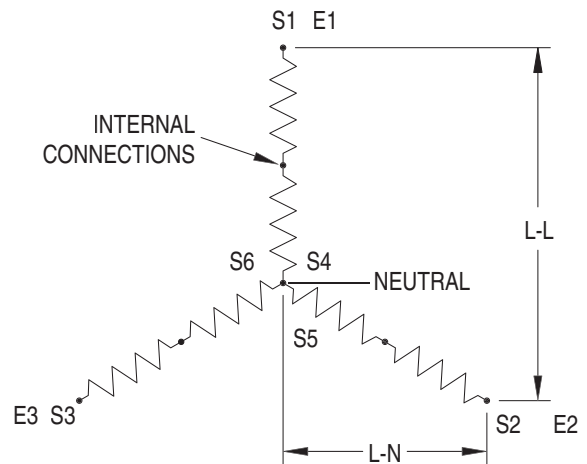 S1 E1
INTERNAL
CONNECTIONS
L-L
S6 S4
NEUTRAL
S5
E3 S3
S2 E2
L-N